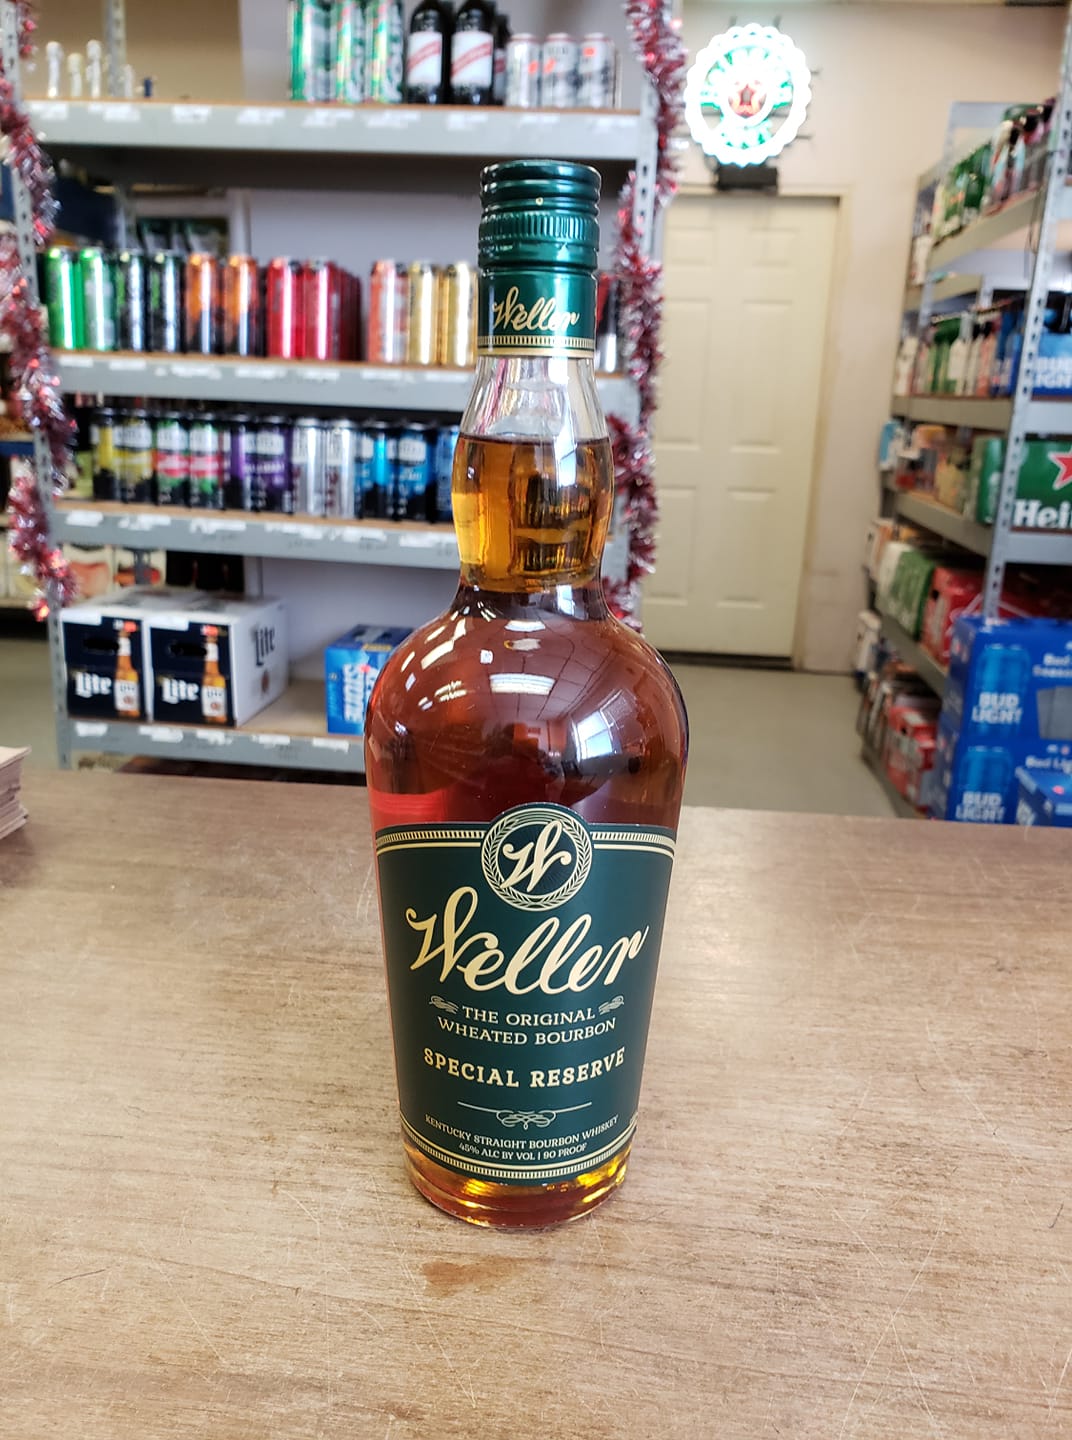 Weller
W
Weller
THE ORIGINAL
WHEATED BOURBON
SPECIAL RESERVE
KENTUCKY STRAIGHT BOURBON WHISKEY
45% ALC BY VOL | 90 PROOF
Lite
Lite
Lite
Hei
BUD
LIGHT
BUD
LIGHT